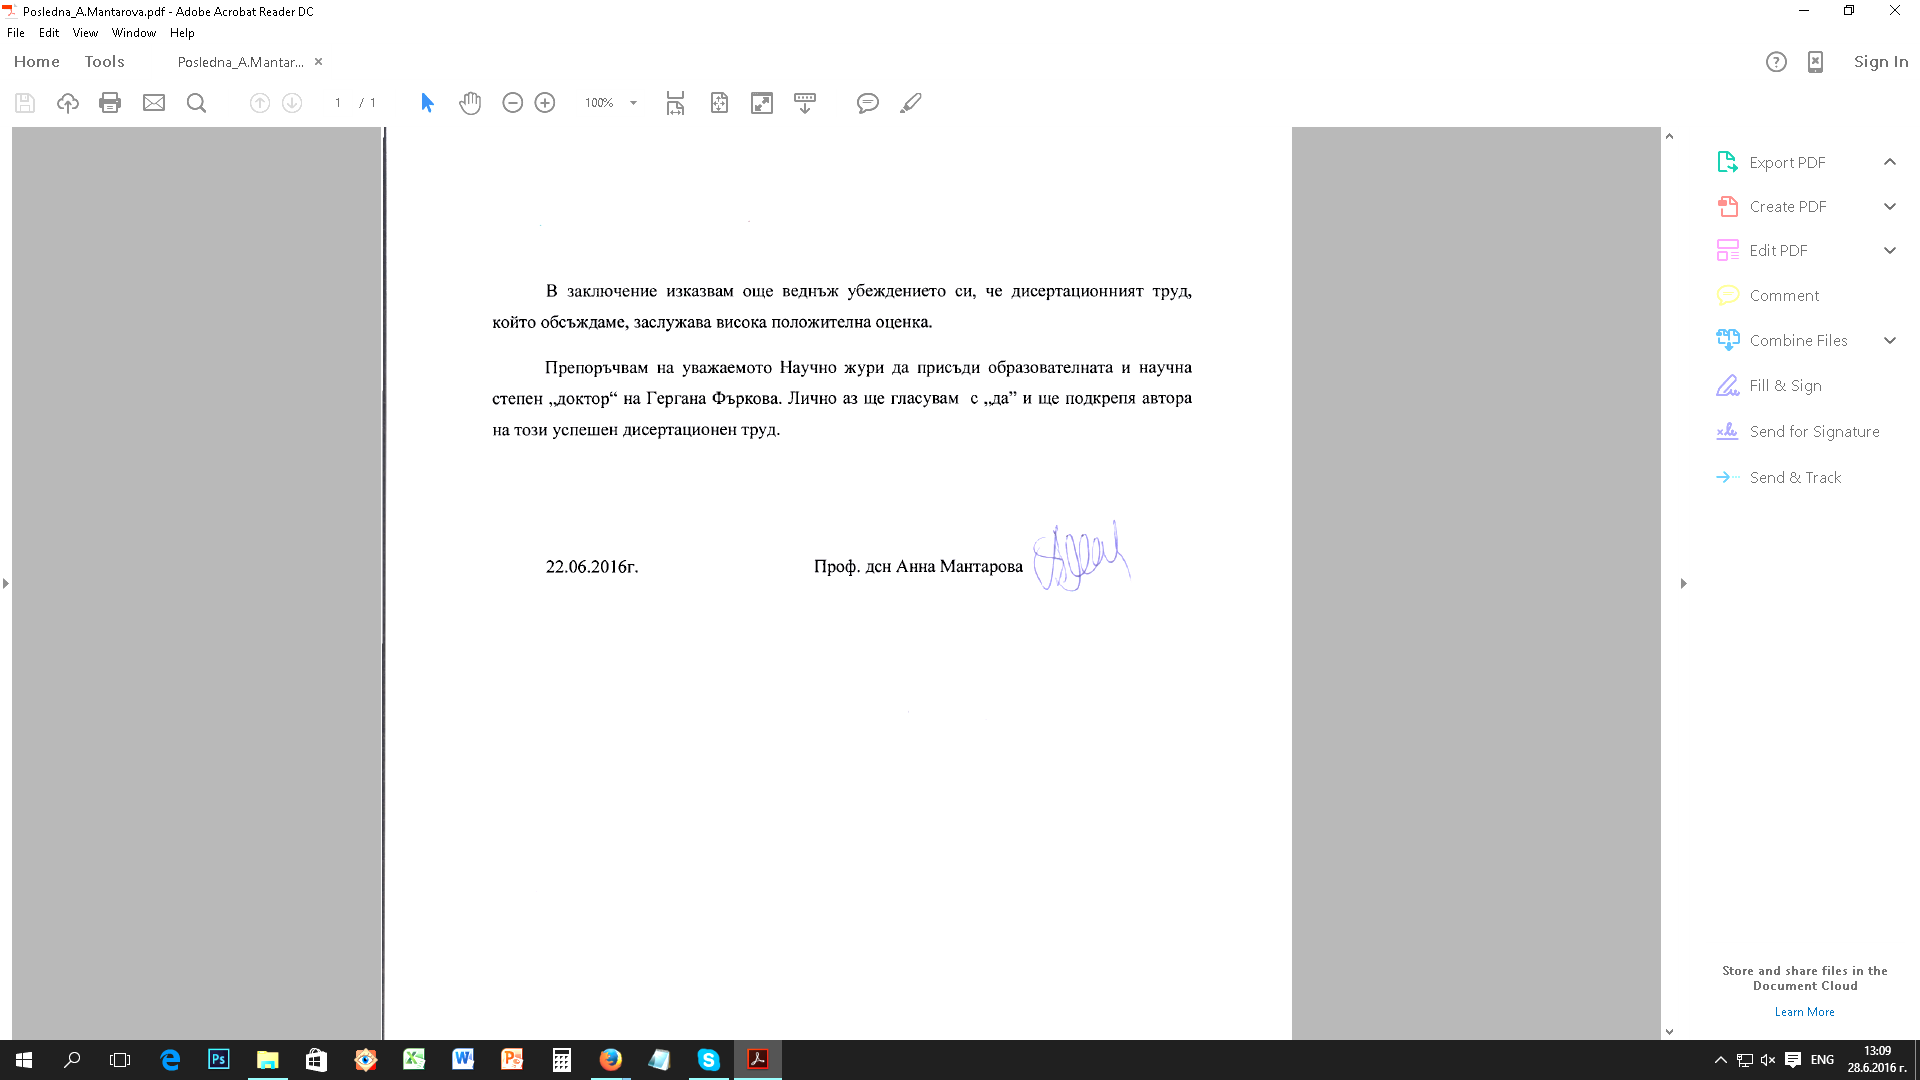 Posledna_A.Mantarova.pdf - Adobe Acrobat Reader DC
File Edit View Window Help
Home Tools Posledna_A.Mantar... ×
Sign In
1 / 1 100%
В заключение изказвам още веднъж убеждението си, че дисертационният труд,
който обсъждаме, заслужава висока положителна оценка.
Препоръчвам на уважаемото Научно жури да присъди образователната и научна
степен „доктор“ на Гергана Фъркова. Лично аз ще гласувам с „да” и ще подкрепя автора
на този успешен дисертационен труд.
22.06.2016г. Проф. дсн Анна Мантарова
Export PDF
Create PDF
Edit PDF
Comment
Combine Files
Fill & Sign
Send for Signature
Send & Track
Store and share files in the
Document Cloud
Learn More
ENG
13:09
28.6.2016 г.